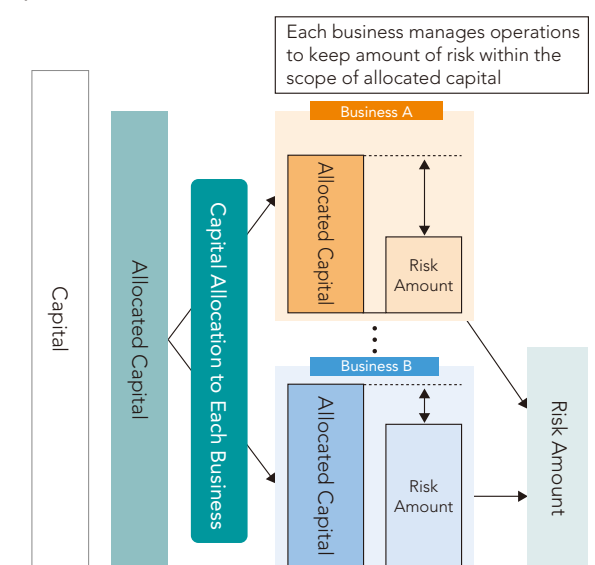 Each business manages operations
to keep amount of risk within the
scope of allocated capital
Capital
Allocated Capital
Capital Allocation to Each Business
Business A
Allocated Capital
Risk
Amount
Business B
Allocated Capital
Risk
Amount
Risk Amount